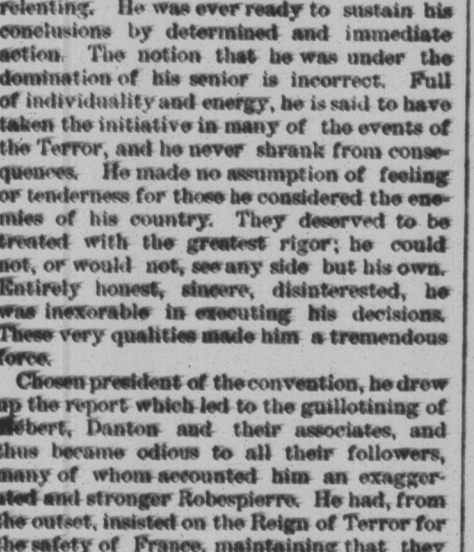 relenting. He was ever ready to sustain his
conclusions by determined and immediate
action. The notion that he was under the
domination of his senior is incorrect. Full
of individuality and energy, he is said to have
taken the initiative in many of the events of
the Terror, and he never shrank from conse-
quences. He made no assumption of feeling
or tenderness for those he considered the ene-
mies of his country. They deserved to be
treated with the greatest rigor; he could
not, or would not, see any side but his own.
Entirely honest, sincere, disinterested, he
was inexorable in executing his decisions.
These very qualities made him a tremendous
force.
Chosen president of the convention, he drew
up the report which led to the guillotining of
Hébert, Danton and their associates, and
thus became odious to all their followers,
many of whom accounted him an exagger-
ated and stronger Robespierre. He had, from
the outset, insisted on the Reign of Terror for
the safety of France, maintaining that they